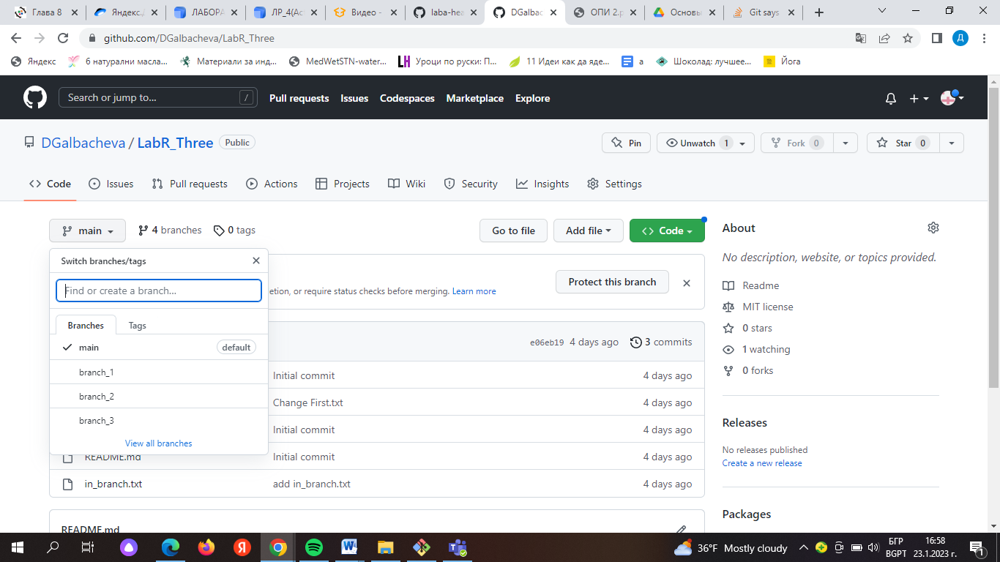 Глава 8
Яндекс.Д
ЛАБОРА
ЛР_4(Ас
Видео -
laba-hea
DGalbac
ОПИ 2.p
Основы
Git says
github.com/DGalbacheva/LabR_Three
Д
Яндекс
6 натурални масла...
Материали за инд...
MedWetSTN-water...
LH
Уроци по руски: П...
11 Идеи как да яде...
а
Шоколад: лучшее...
Йога
Search or jump to...
/
Pull requests
Issues
Codespaces
Marketplace
Explore
DGalbacheva / LabR_Three
Public
Pin
Unwatch 1
Fork 0
Star 0
Code
Issues
Pull requests
Actions
Projects
Wiki
Security
Insights
Settings
main
4 branches
0 tags
Go to file
Add file
Code
Switch branches/tags
Find or create a branch...
Branches
Tags
main
default
branch_1
branch_2
branch_3
View all branches
etion, or require status checks before merging. Learn more
Protect this branch
e06eb19 4 days ago
3 commits
Initial commit
4 days ago
Change First.txt
4 days ago
Initial commit
4 days ago
README.md
Initial commit
4 days ago
in_branch.txt
add in_branch.txt
4 days ago
README.md
About
No description, website, or topics provided.
Readme
MIT license
0 stars
1 watching
0 forks
Releases
No releases published
Create a new release
Packages
36°F Mostly cloudy
БГР
ВGРТ
16:58
23.1.2023 г.
1